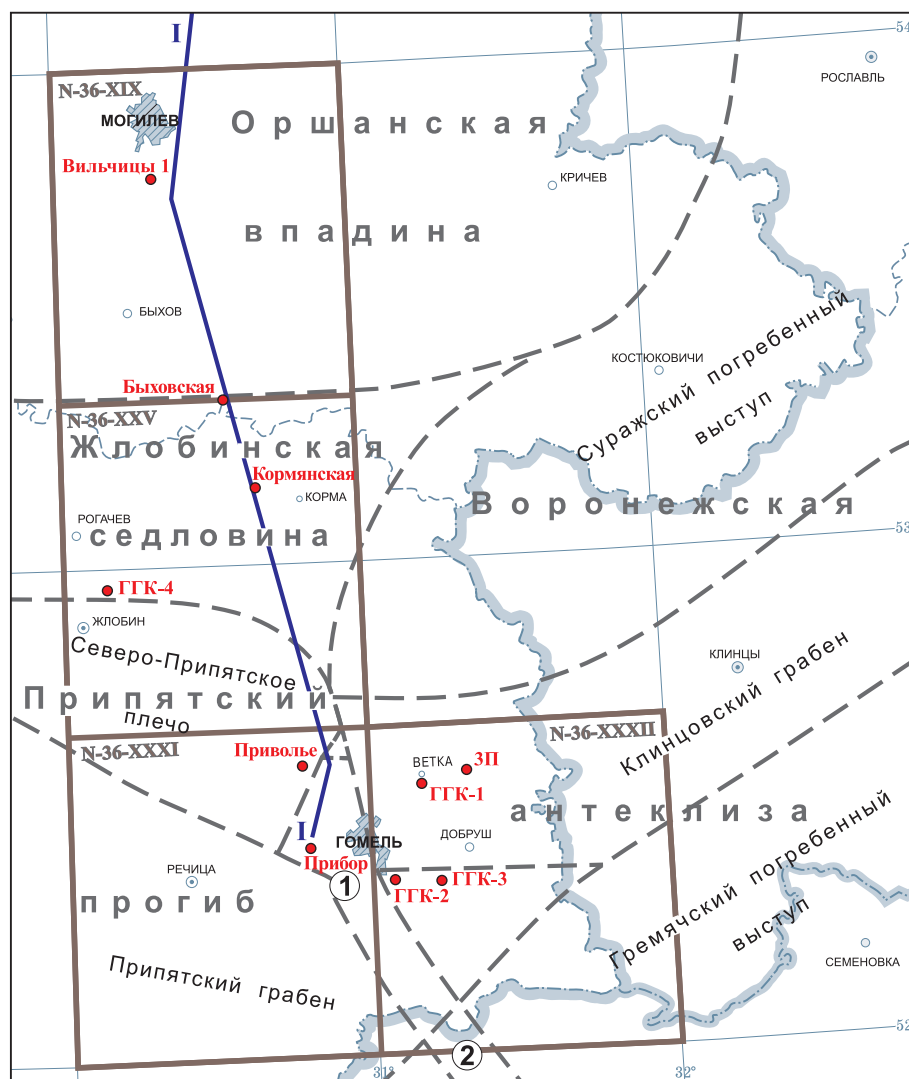 I
54
РОСЛАВЛЬ
N-36-XIX
МОГИЛЕВ
Оршанская
Вильчицы 1
КРИЧЕВ
впадина
БЫХОВ
КОСТЮКОВИЧИ
Суражский погребенный
выступ
Быховская
N-36-XXV
Жлобинская
Кормянская
КОРМА
Воронежская
РОГАЧЕВ
седловина
53
ГГК-4
ЖЛОБИН
Северо-Припятское
плечо
КЛИНЦЫ
Клинцовский грабен
Припятский
N-36-XXXI
N-36-XXXII
Приволье
ВЕТКА
3П
ГГК-1
антеклиза
I
ГОМЕЛЬ
ДОБРУШ
Прибор
РЕЧИЦА
1
ГГК-2
ГГК-3
прогиб
Гремячский погребенный
выступ
СЕМЕНОВКА
Припятский грабен
52
2
31°
32°